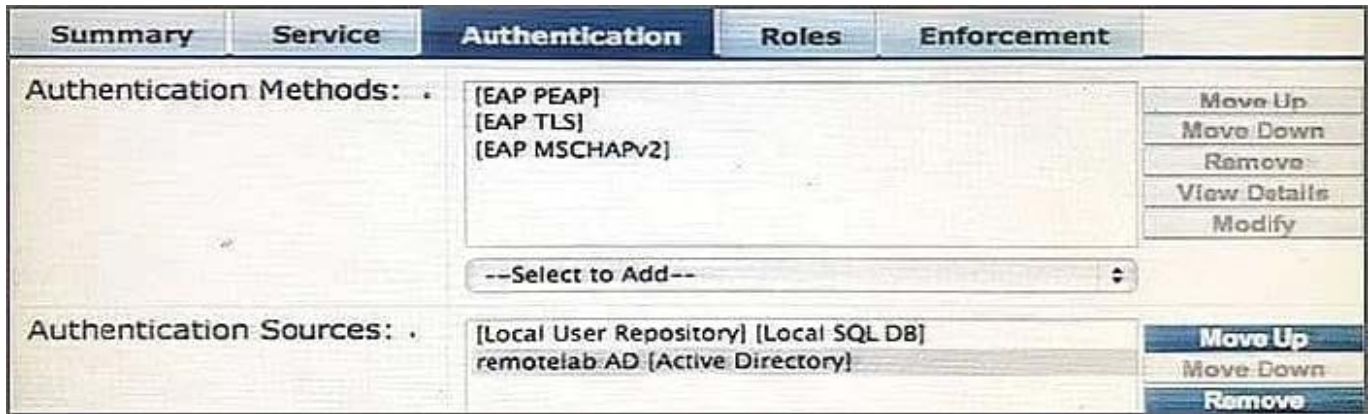 Summary Service Authentication Roles Enforcement
Authentication Methods:
[EAP PEAP]
[EAP TLS]
[EAP MSCHAPv2]
Move Up
Move Down
Remove
View Details
Modify
--Select to Add--
Authentication Sources:
[Local User Repository] [Local SQL DB]
remotelab AD [Active Directory]
Move Up
Move Down
Remove